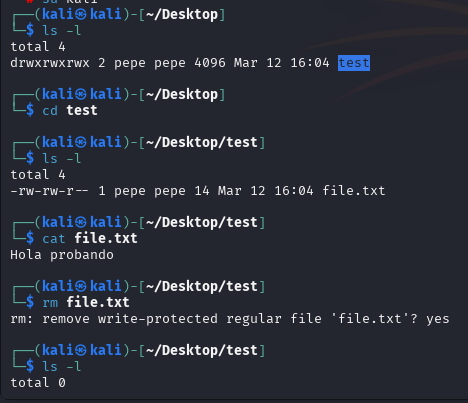 su kali
┌──(kali㉿kali)-[~/Desktop]
└─$ ls -l
total 4
drwxrwxrwx 2 pepe pepe 4096 Mar 12 16:04 test
┌──(kali㉿kali)-[~/Desktop]
└─$ cd test
┌──(kali㉿kali)-[~/Desktop/test]
└─$ ls -l
total 4
-rw-rw-r-- 1 pepe pepe 14 Mar 12 16:04 file.txt
┌──(kali㉿kali)-[~/Desktop/test]
└─$ cat file.txt
Hola probando
┌──(kali㉿kali)-[~/Desktop/test]
└─$ rm file.txt
rm: remove write-protected regular file 'file.txt'? yes
┌──(kali㉿kali)-[~/Desktop/test]
└─$ ls -l
total 0